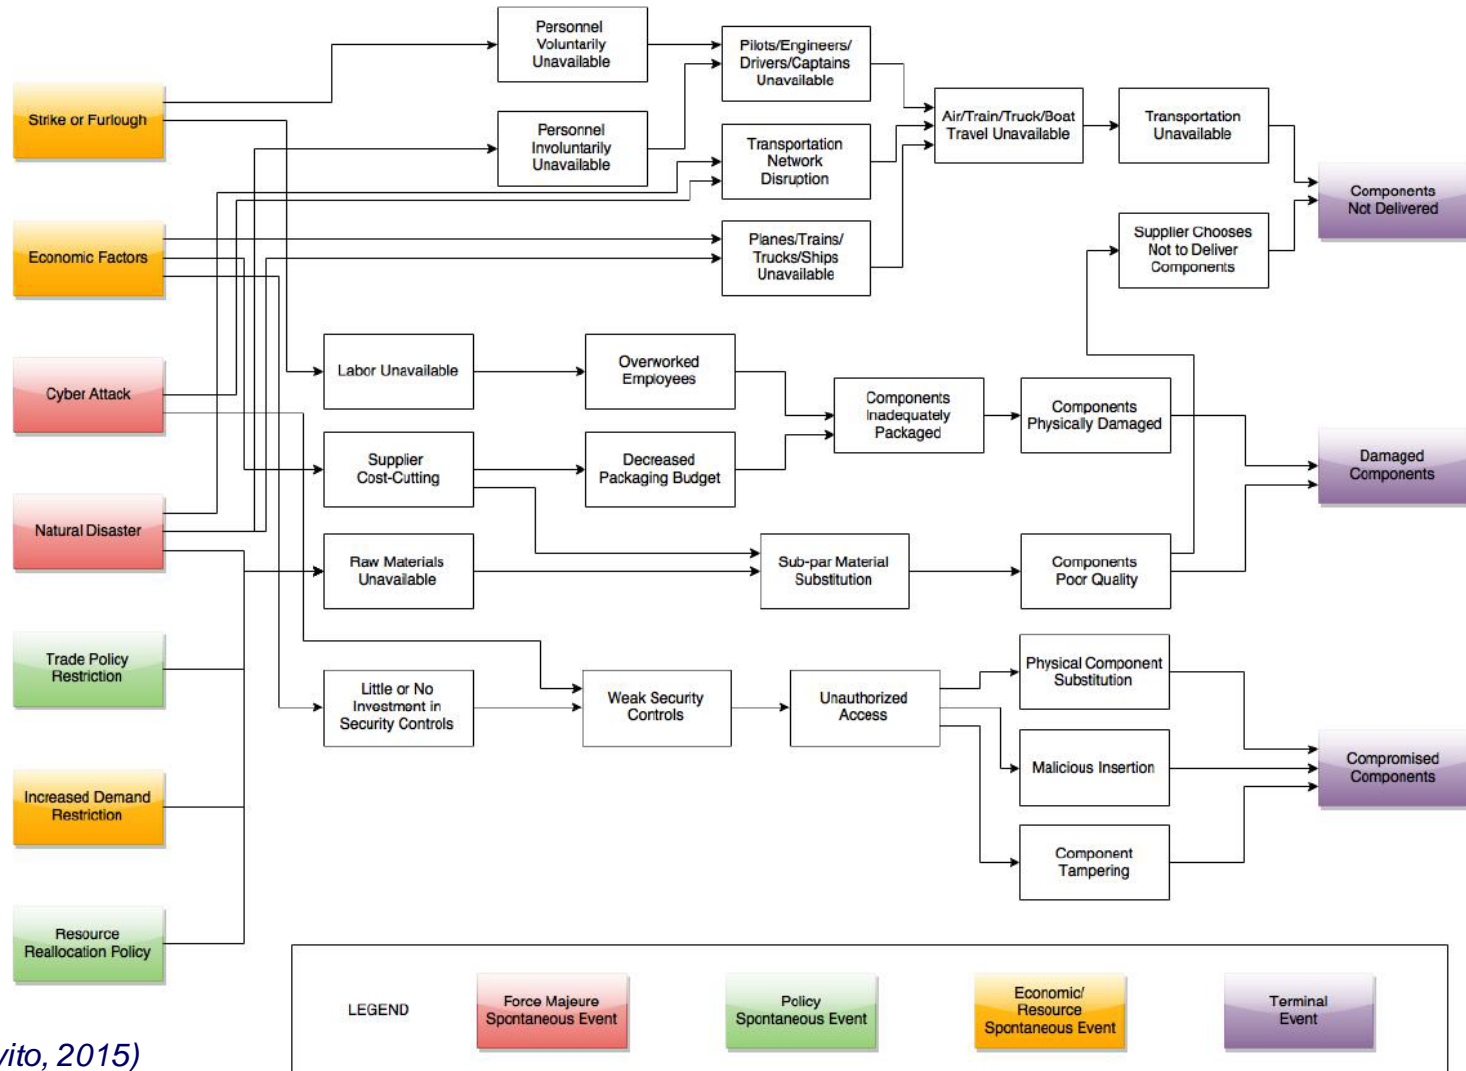 Personnel
Voluntarily
Unavailable
Pilots/Engineers/
Drivers/Captains
Unavailable
Strike or Furlough
Air/Train/Truck/Boat
Travel Unavailable
Transportation
Unavailable
Personnel
Involuntarily
Unavailable
Transportation
Network
Disruption
Components
Not Delivered
Economic Factors
Planes/Trains/
Trucks/Ships
Unavailable
Supplier Chooses
Not to Deliver
Components
Cyber Attack
Labor Unavailable
Overworked
Employees
Components
Inadequately
Packaged
Components
Physically Damaged
Supplier
Cost-Cutting
Decreased
Packaging Budget
Damaged
Components
Natural Disaster
Raw Materials
Unavailable
Sub-par Material
Substitution
Components
Poor Quality
Trade Policy
Restriction
Little or No
Investment in
Security Controls
Weak Security
Controls
Unauthorized
Access
Physical Component
Substitution
Malicious Insertion
Compromised
Components
Increased Demand
Restriction
Component
Tampering
Resource
Reallocation Policy
LEGEND
Force Majeure
Spontaneous Event
Policy
Spontaneous Event
Economic/
Resource
Spontaneous Event
Terminal
Event
vito, 2015)